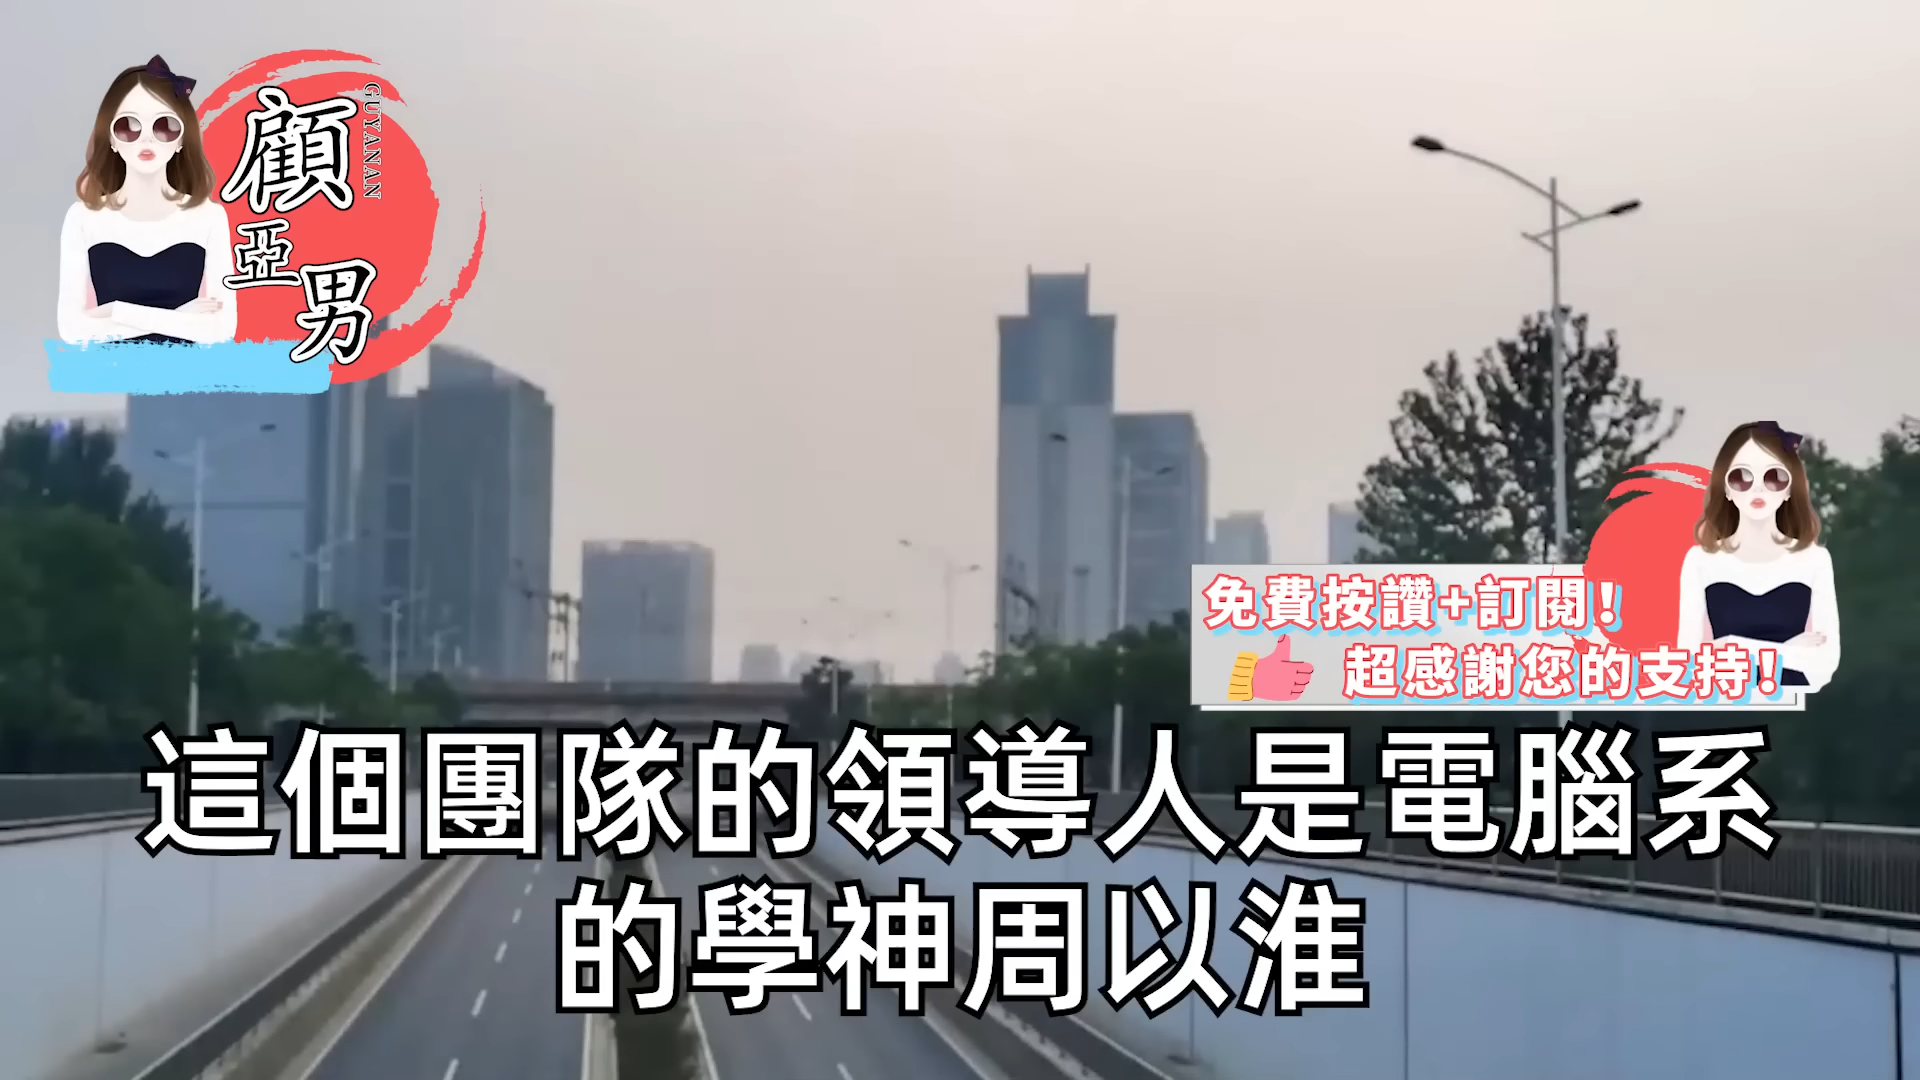 顧亞男
GUYANAN
免費按讚+訂閱!
超感謝您的支持!
這個團隊的領導人是電腦系
的學神周以淮